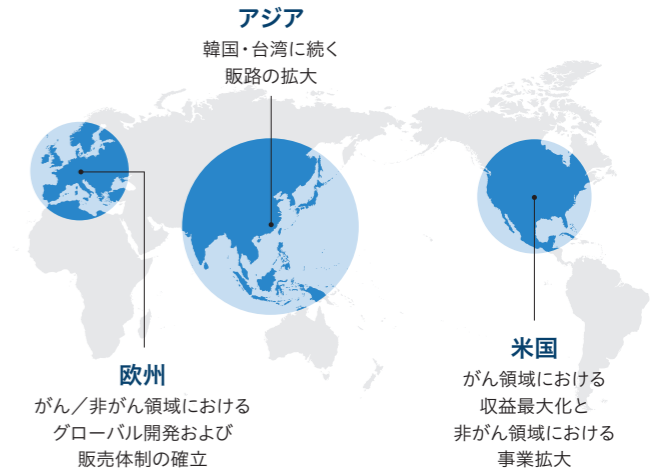 アジア
韓国・台湾に続く
販路の拡大
欧州
がん／非がん領域における
グローバル開発および
販売体制の確立
米国
がん領域における
収益最大化と
非がん領域における
事業拡大